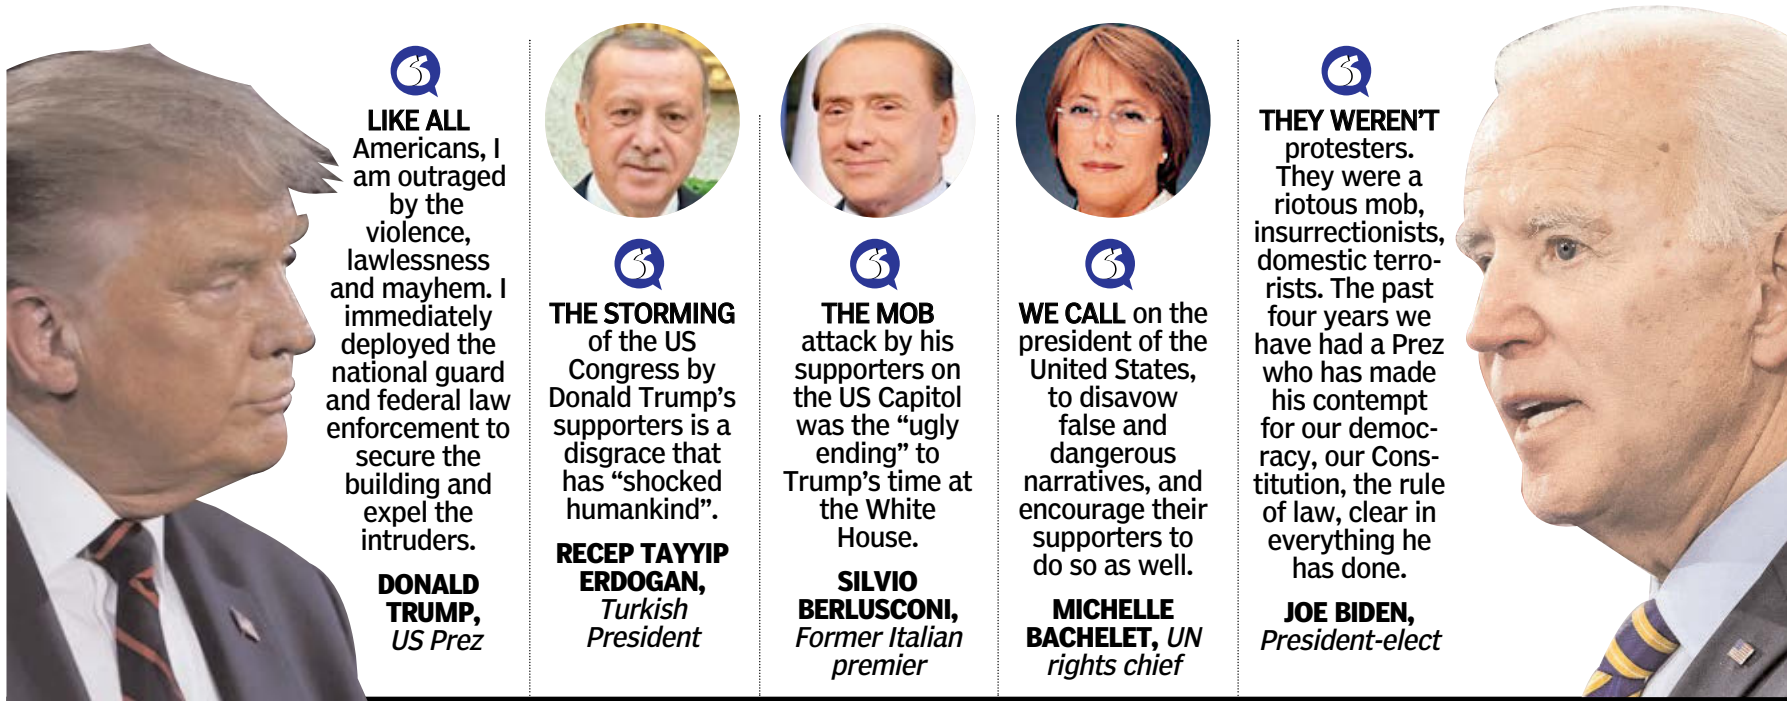 LIKE ALL
Americans, I
am outraged
by the
violence,
lawlessness
and mayhem. I
immediately
deployed the
national guard
and federal law
enforcement to
secure the
building and
expel the
intruders.
DONALD
TRUMP,
US Prez
THE STORMING
of the US
Congress by
Donald Trump’s
supporters is a
disgrace that
has “shocked
humankind”.
RECEP TAYYIP
ERDOGAN,
Turkish
President
THE MOB
attack by his
supporters on
the US Capitol
was the “ugly
ending” to
Trump’s time at
the White
House.
SILVIO
BERLUSCONI,
Former Italian
premier
WE CALL on the
president of the
United States,
to disavow
false and
dangerous
narratives, and
encourage their
supporters to
do so as well.
MICHELLE
BACHELET, UN
rights chief
THEY WEREN’T
protesters.
They were a
riotous mob,
insurrectionists,
domestic terro-
rists. The past
four years we
have had a Prez
who has made
his contempt
for our democ-
racy, our Cons-
titution, the rule
of law, clear in
everything he
has done.
JOE BIDEN,
President-elect